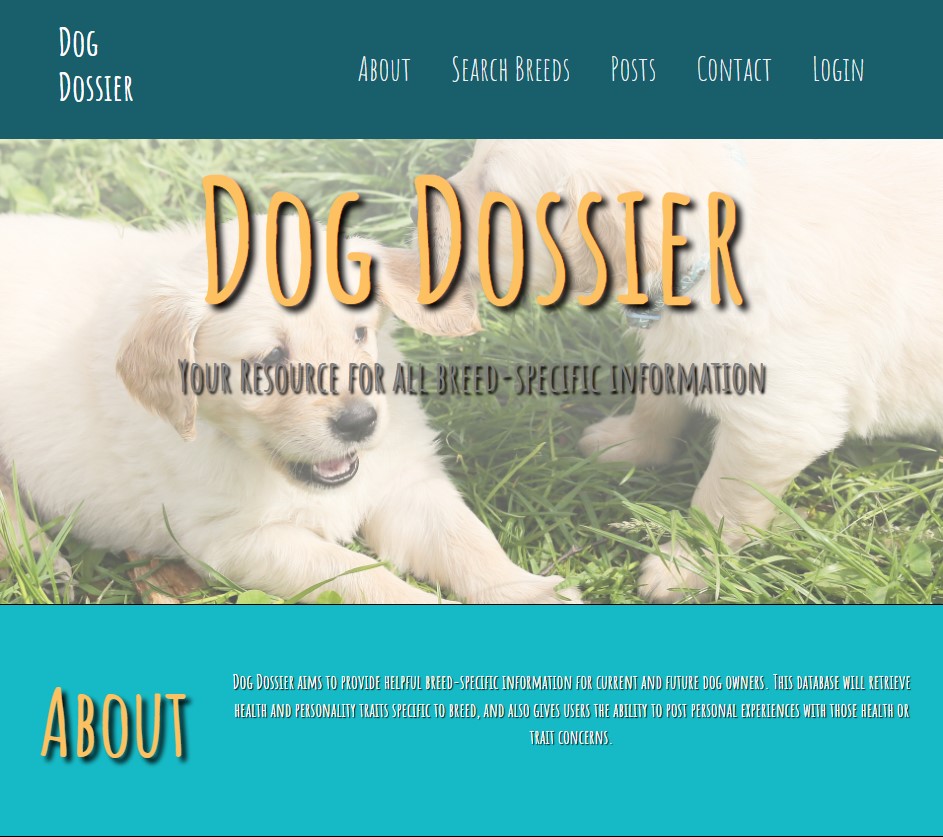 Dog
Dossier
About Search Breeds Posts Contact Login
Dog Dossier
Your Resource for all breed-specific information
About
Dog Dossier aims to provide helpful breed-specific information for current and future dog owners. This database will retrieve
health and personality traits specific to breed, and also gives users the ability to post personal experiences with those health or
trait concerns.